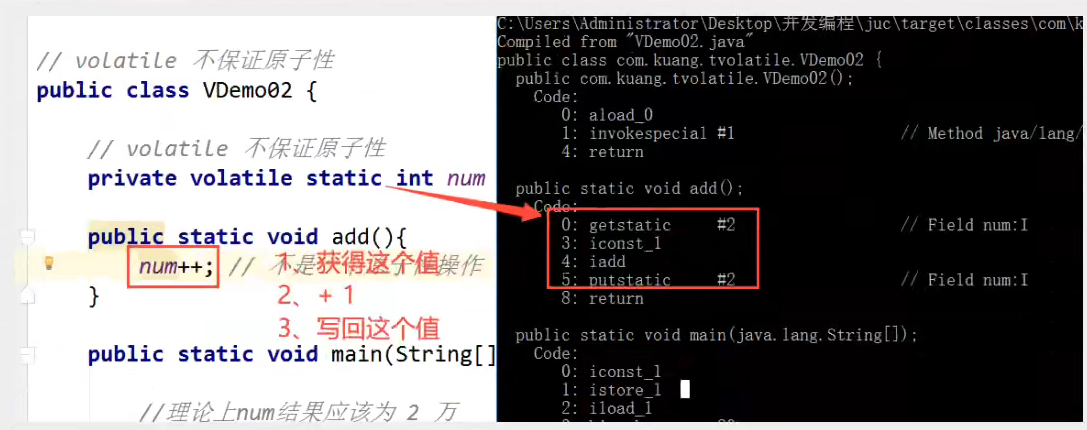 // volatile 不保证原子性
public class VDemo02 {
// volatile 不保证原子性
private volatile static int num
public static void add(){
num++; // 不是 操作
1、获得这个值
}
2、+ 1
3、写回这个值
public static void main(String[]
//理论上num结果应该为 2 万
C:\Users\Administrator\Desktop\并发编程\juc\target\classes\com\k
Compiled from "VDemo02.java"
public class com.kuang.tvolatile.VDemo02 {
public com.kuang.tvolatile.VDemo02();
Code:
0: aload_0
1: invokespecial #1 // Method java/lang/
4: return
public static void add();
Code:
0: getstatic #2 // Field num:I
3: iconst_1
4: iadd
5: putstatic #2 // Field num:I
8: return
public static void main(java.lang.String[]);
Code:
0: iconst_1
1: istore_1
2: iload_1